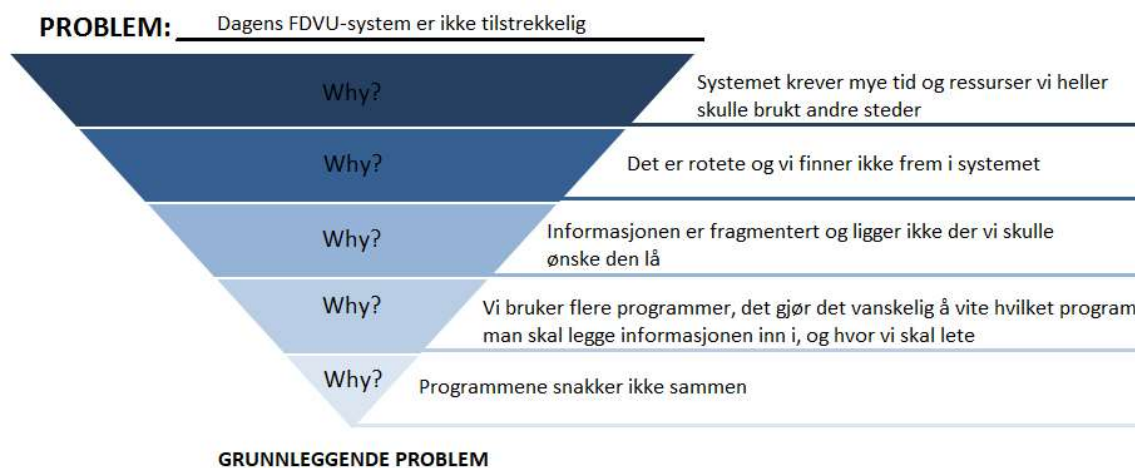 PROBLEM: Dagens FDVU-system er ikke tilstrekkelig
Why?
Systemet krever mye tid og ressurser vi heller
skulle brukt andre steder
Why?
Det er rotete og vi finner ikke frem i systemet
Why?
Informasjonen er fragmentert og ligger ikke der vi skulle
ønske den lå
Why?
Vi bruker flere programmer, det gjør det vanskelig å vite hvilket program
man skal legge informasjonen inn i, og hvor vi skal lete
Why?
Programmene snakker ikke sammen
GRUNNLEGGENDE PROBLEM